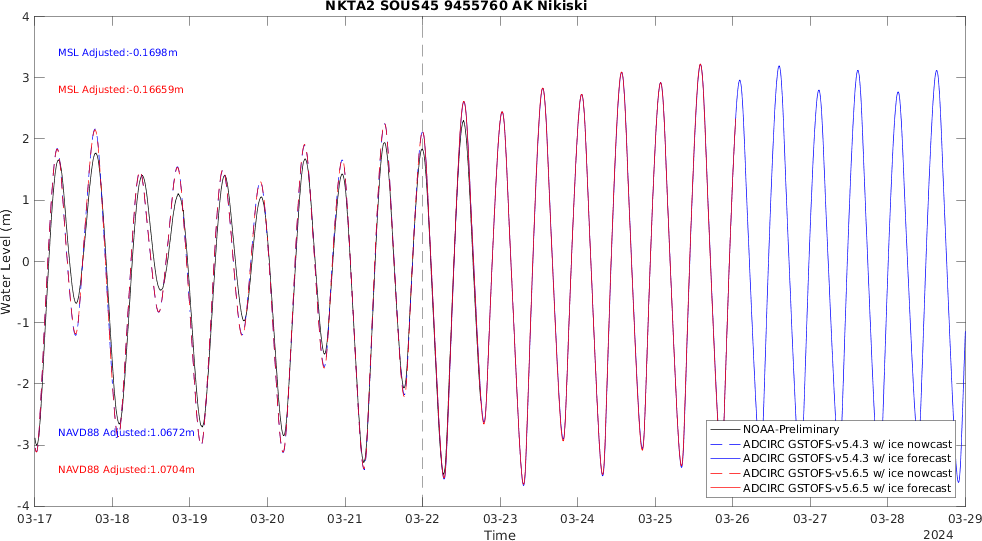 NKTA2 SOUS45 9455760 AK Nikiski
MSL Adjusted:-0.1698m
MSL Adjusted:-0.16659m
NAVD88 Adjusted:1.0672m
NAVD88 Adjusted:1.0704m
Water Level (m)
4
3
2
1
0
-1
-2
-3
-4
NOAA-Preliminary
ADCIRC GSTOFS-v5.4.3 w/ ice nowcast
ADCIRC GSTOFS-v5.4.3 w/ ice forecast
ADCIRC GSTOFS-v5.6.5 w/ ice nowcast
ADCIRC GSTOFS-v5.6.5 w/ ice forecast
03-17 03-18 03-19 03-20 03-21 03-22 03-23 03-24 03-25 03-26 03-27 03-28 03-29
Time
2024